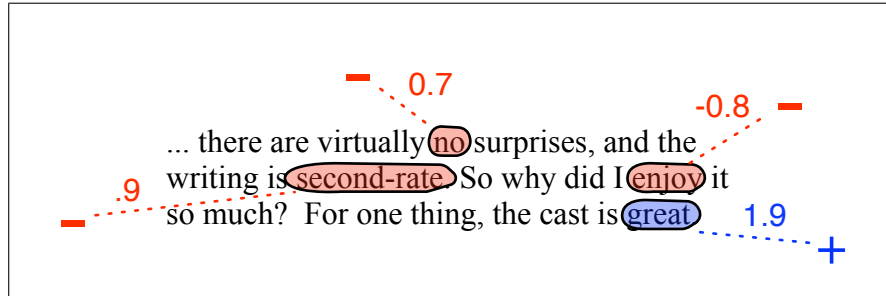 − 0.7
-0.8 −
... there are virtually no surprises, and the
writing is second-rate. So why did I enjoy it
.9
− so much?  For one thing, the cast is great 1.9
+